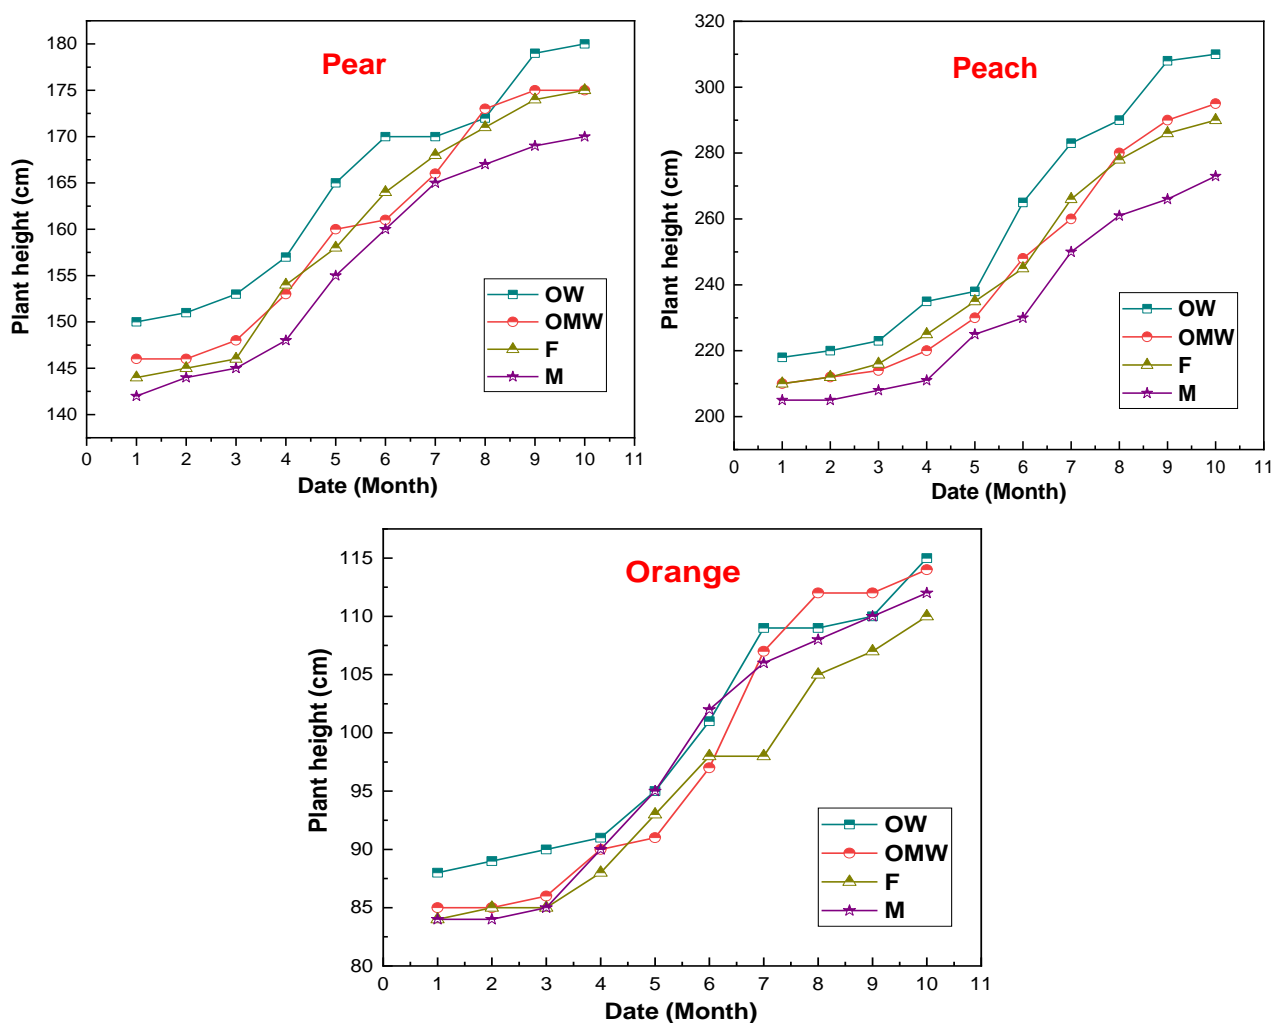 Pear
Plant height (cm)
180
175
170
165
160
155
150
145
140
0 1 2 3 4 5 6 7 8 9 10 11
Date (Month)
OW
OMW
F
M
Peach
Plant height (cm)
320
300
280
260
240
220
200
0 1 2 3 4 5 6 7 8 9 10 11
Date (Month)
OW
OMW
F
M
Orange
Plant height (cm)
115
110
105
100
95
90
85
80
0 1 2 3 4 5 6 7 8 9 10 11
Date (Month)
OW
OMW
F
M